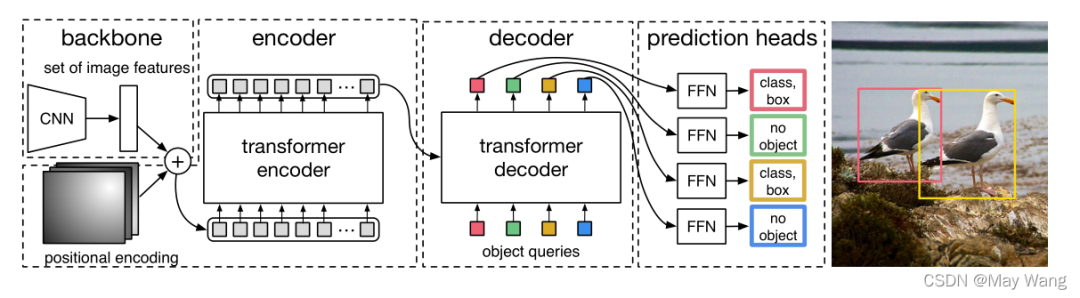 backbone
set of image features
CNN
+
positional encoding
encoder
...
transformer
encoder
...
decoder
transformer
decoder
object queries
prediction heads
FFN
class,
box
FFN
no
object
FFN
class,
box
FFN
no
object
CSDN @May Wang